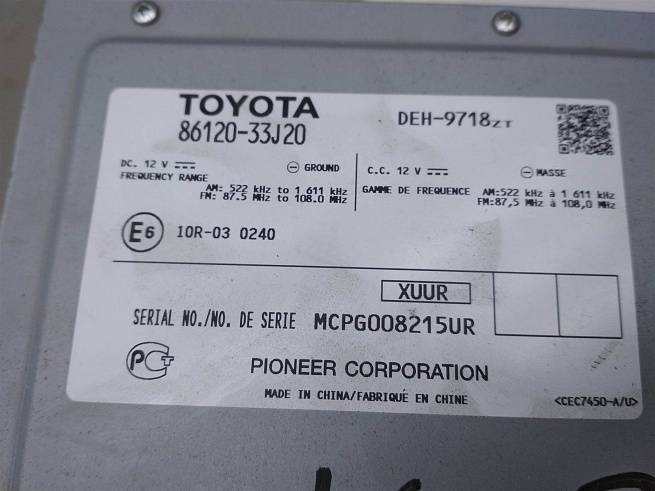 TOYOTA
86120-33J20
DEH-9718ZT
DC. 12 V GROUND
FREQUENCY RANGE
AM: 522 kHz to 1 611 kHz
FM: 87.5 MHz to 108.0 MHz
C.C. 12 V MASSE
GAMME DE FREQUENCE AM:522 kHz à 1 611 kHz
FM:87,5 MHz à 108,0 MHz
E6 10R-03 0240
XUUR
SERIAL NO./NO. DE SERIE MCPG008215UR
PCT PIONEER CORPORATION
MADE IN CHINA/FABRIQUÉ EN CHINE
<CEC7450-A/U>